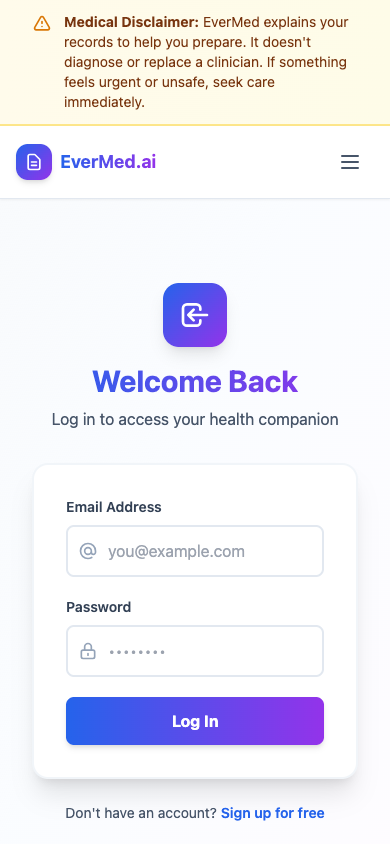 Medical Disclaimer: EverMed explains your
records to help you prepare. It doesn't
diagnose or replace a clinician. If something
feels urgent or unsafe, seek care
immediately.
EverMed.ai
Welcome Back
Log in to access your health companion
Email Address
you@example.com
Password
••••••••
Log In
Don't have an account? Sign up for free